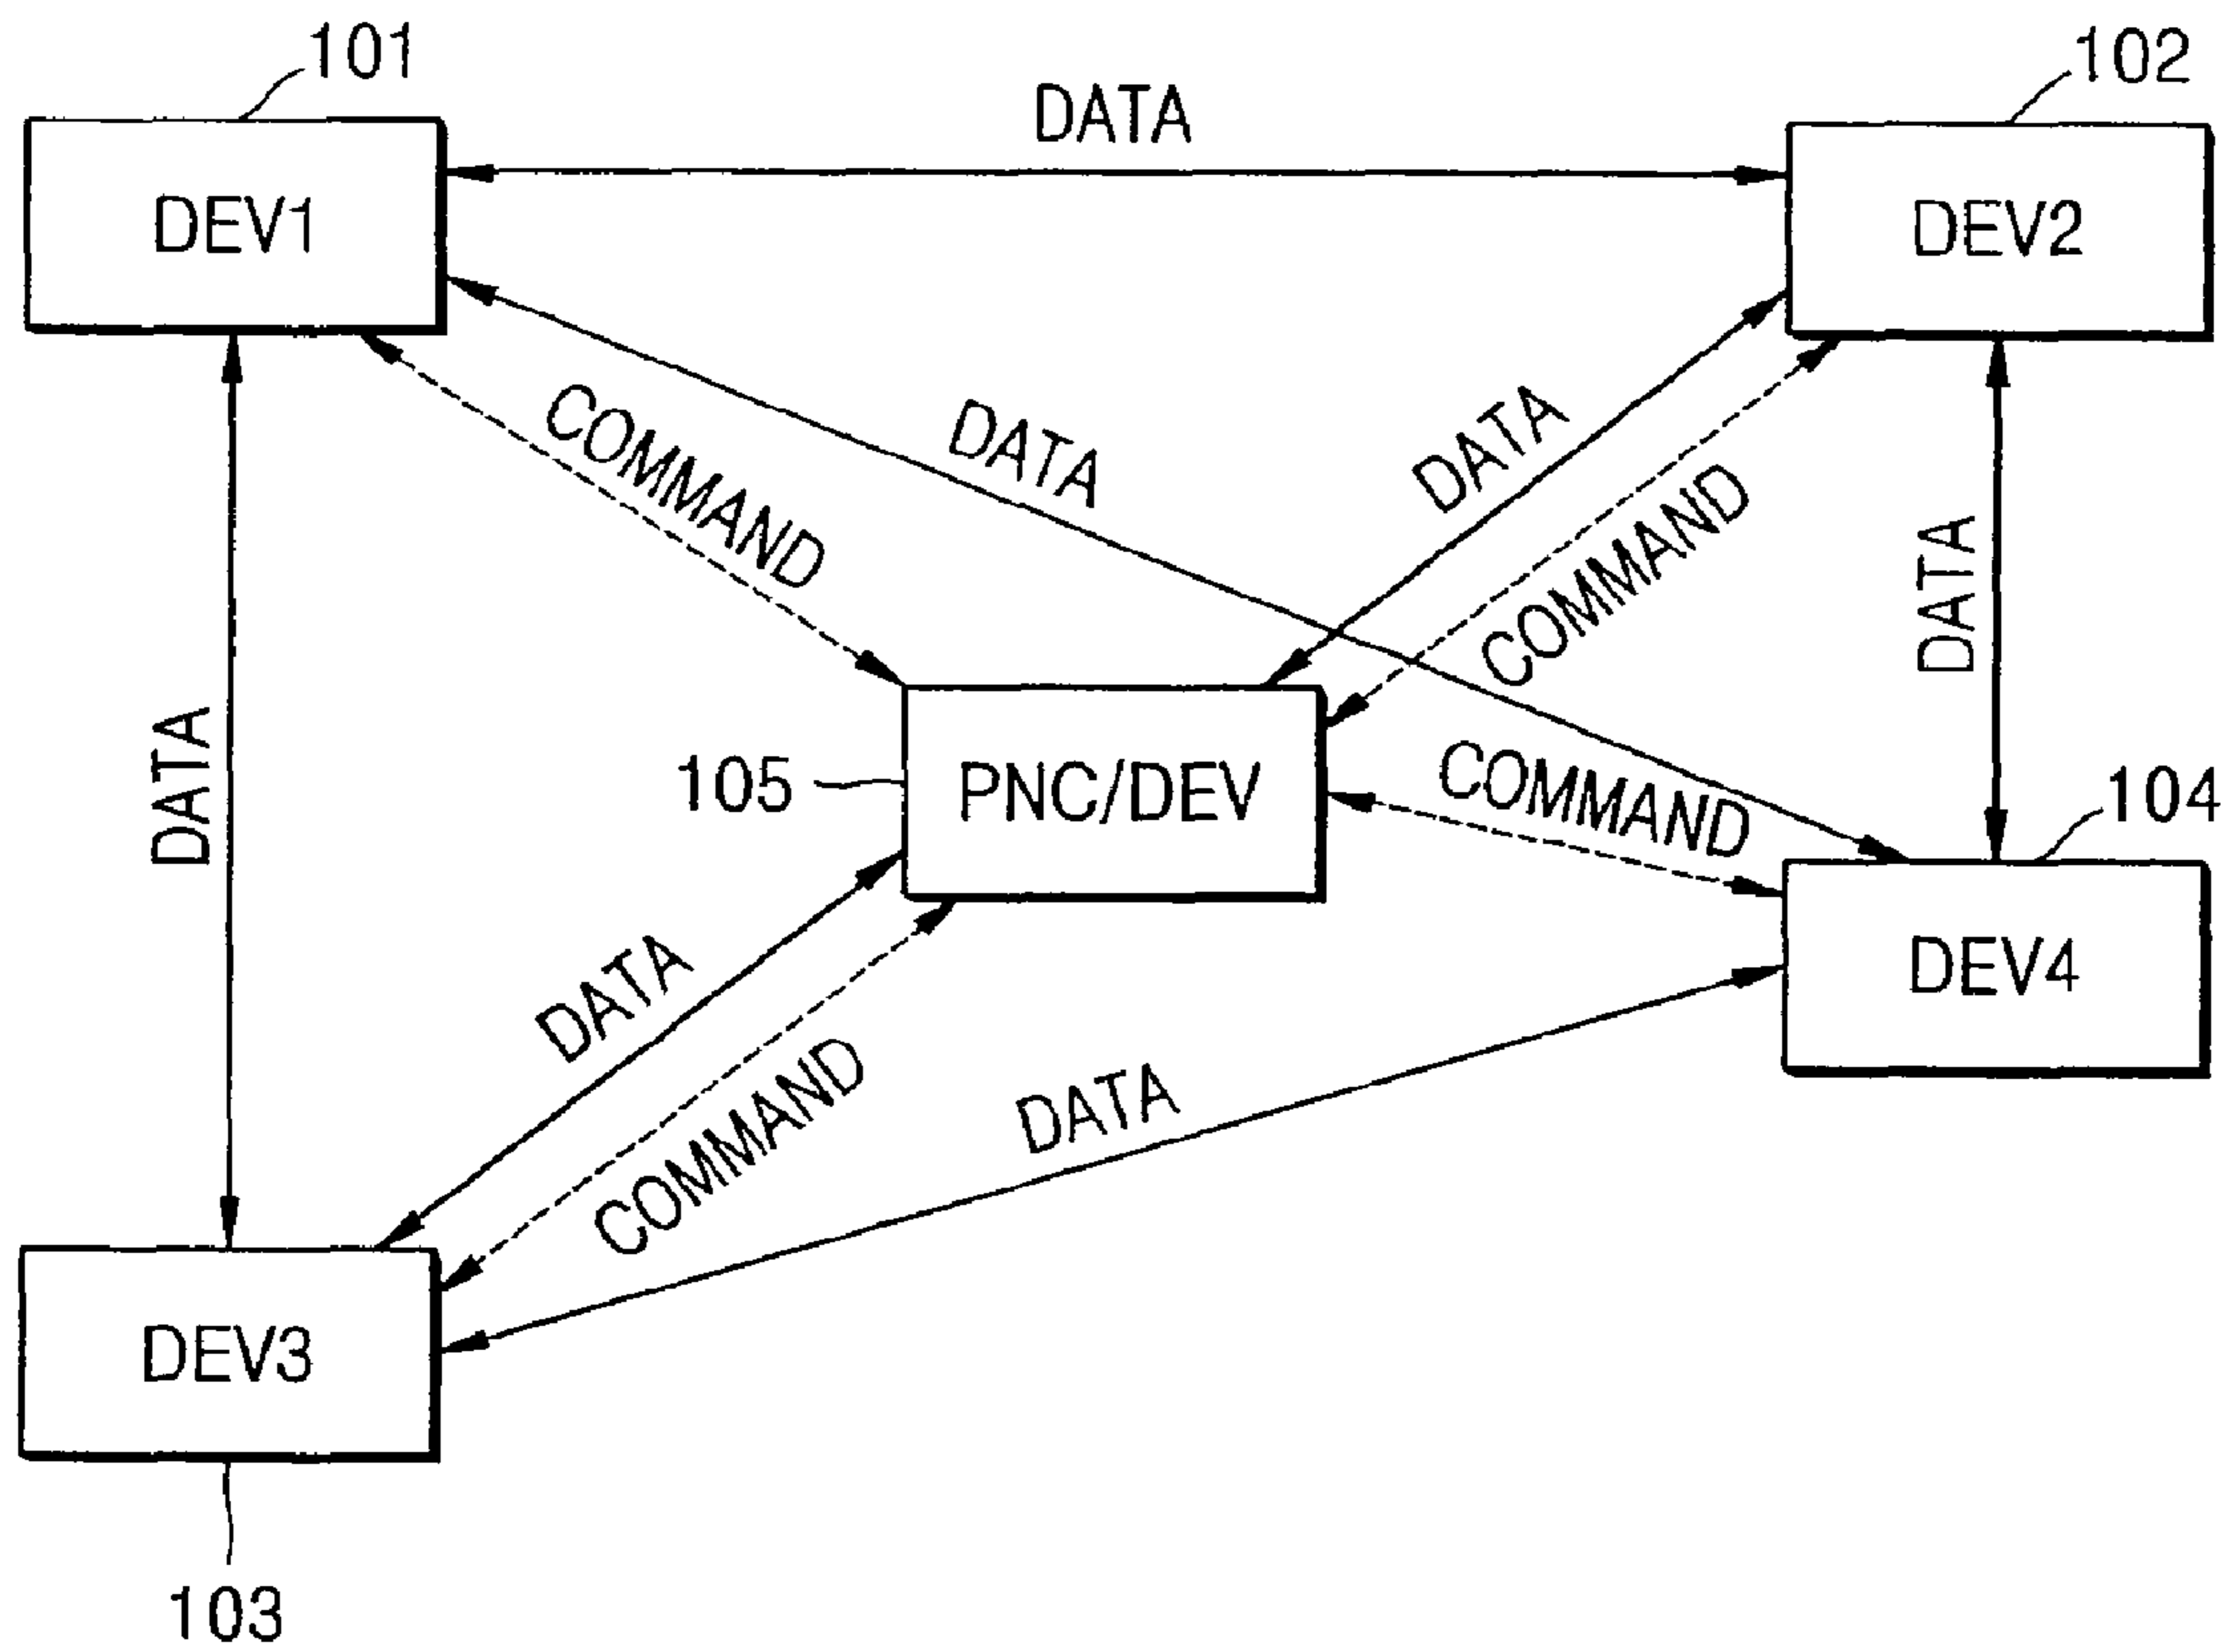 101
102
DATA
DEV1
DEV2
COMMAND
DATA
DATA
COMMAND
DATA
DATA
105
PNC/DEV
COMMAND
104
DATA
DEV4
COMMAND
DATA
DEV3
103